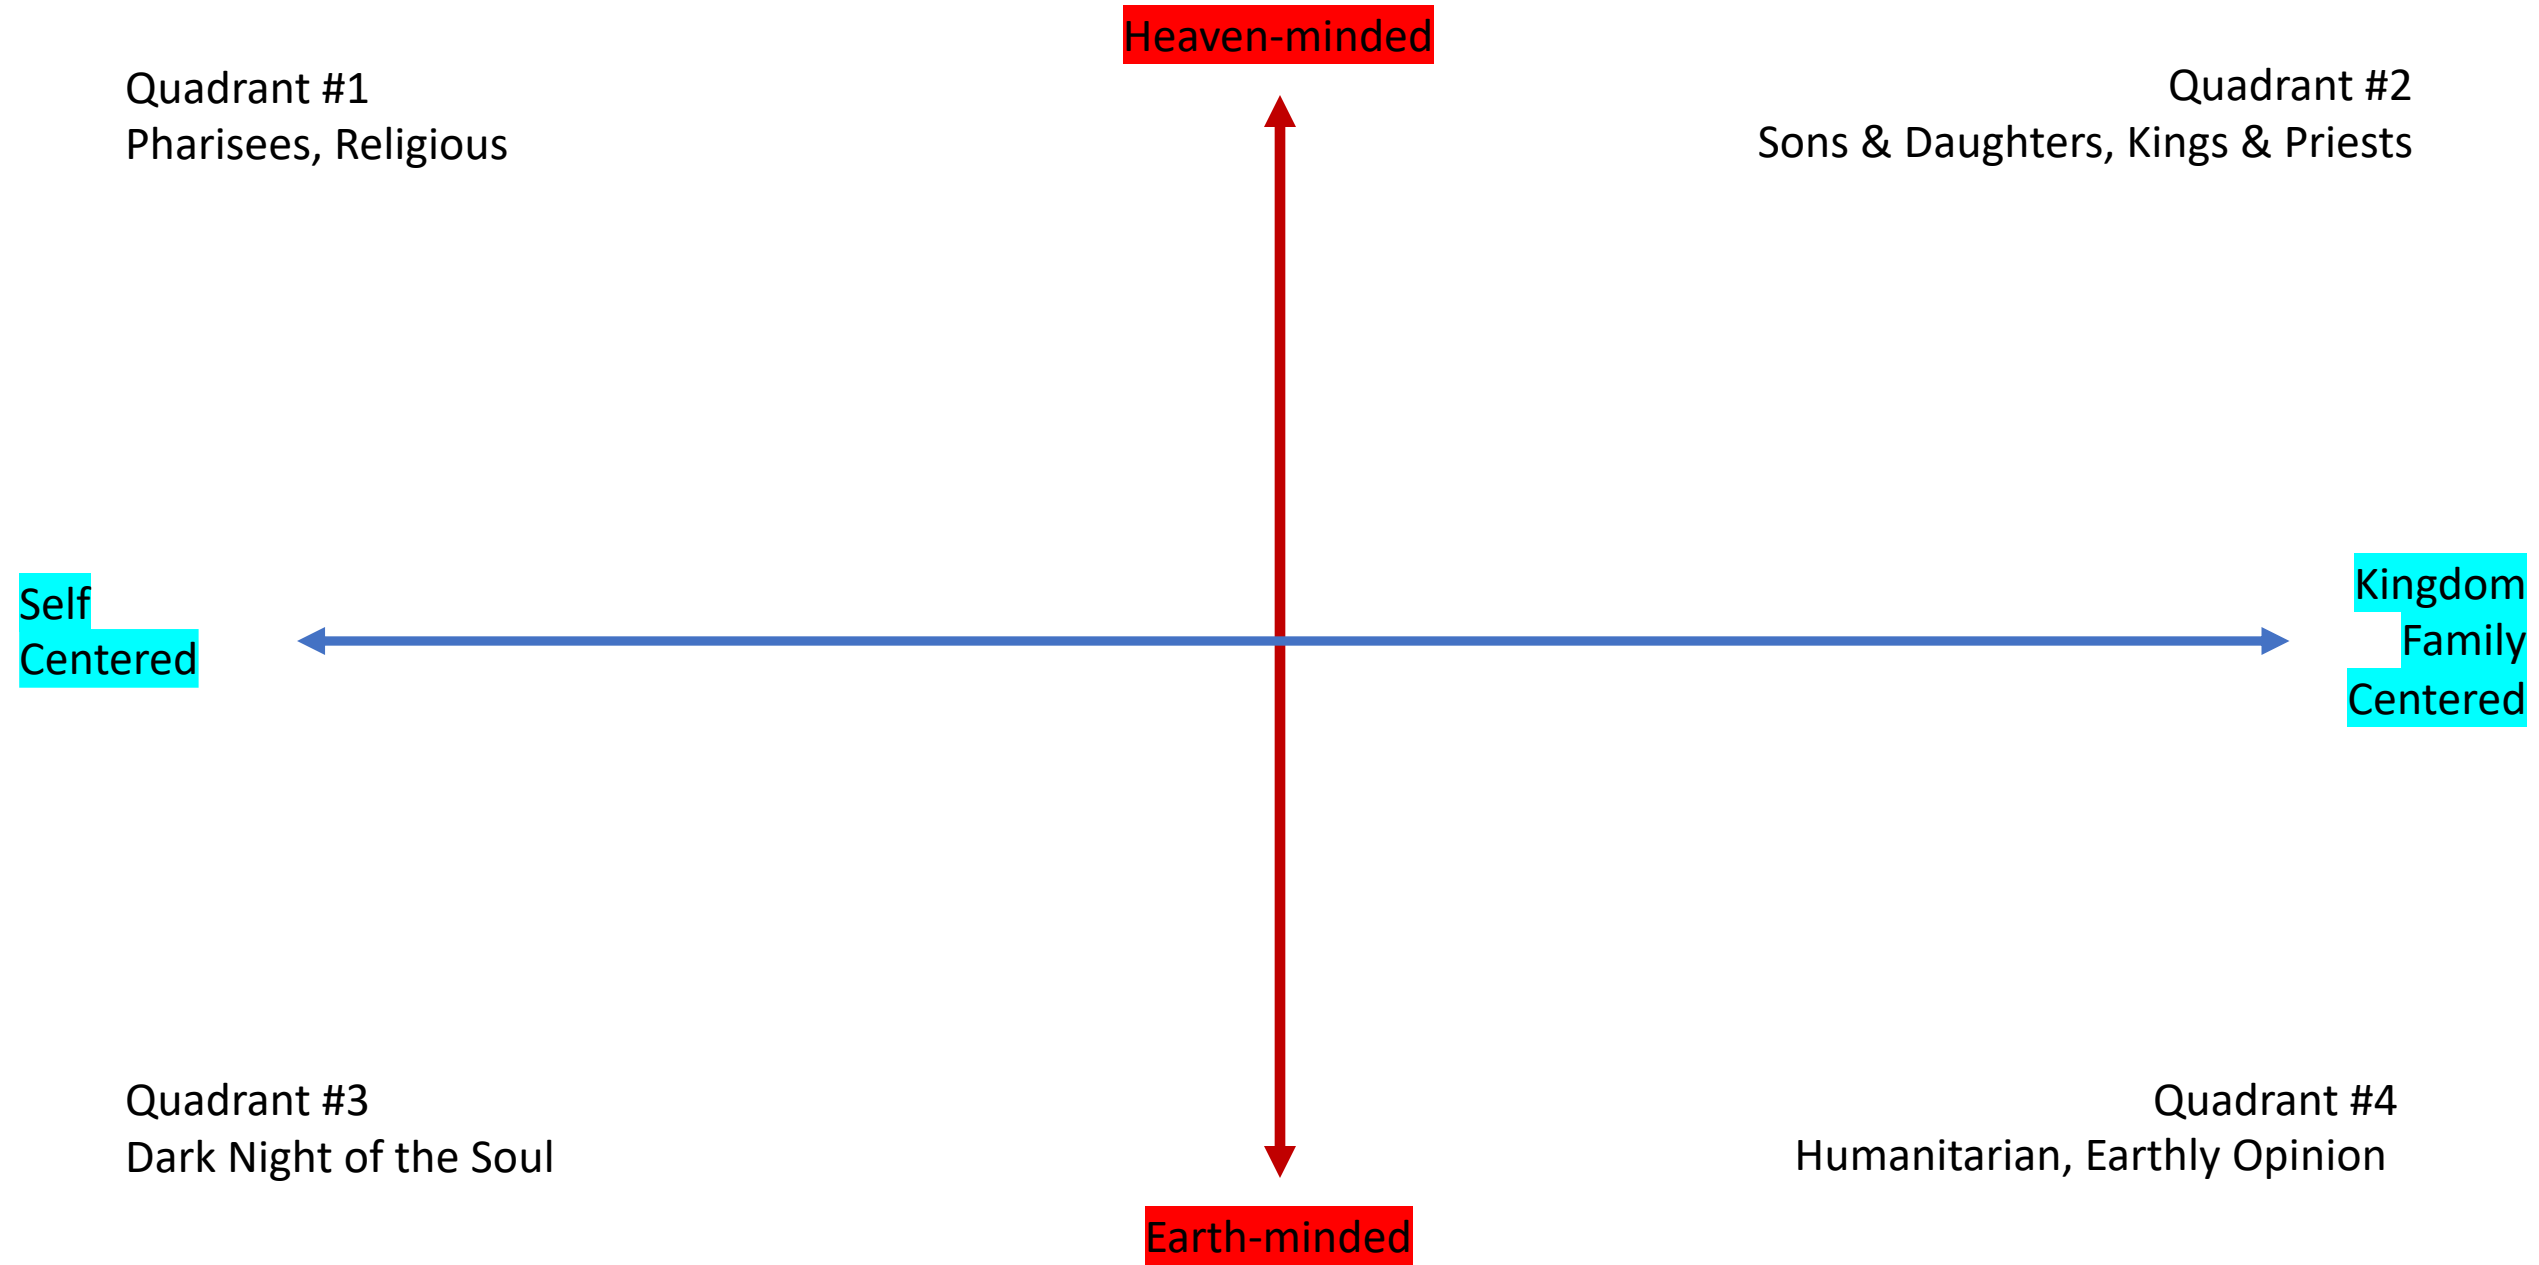 Heaven-minded
Quadrant #1
Pharisees, Religious
Quadrant #2
Sons & Daughters, Kings & Priests
Self
Centered
Kingdom
Family
Centered
Quadrant #3
Dark Night of the Soul
Quadrant #4
Humanitarian, Earthly Opinion
Earth-minded